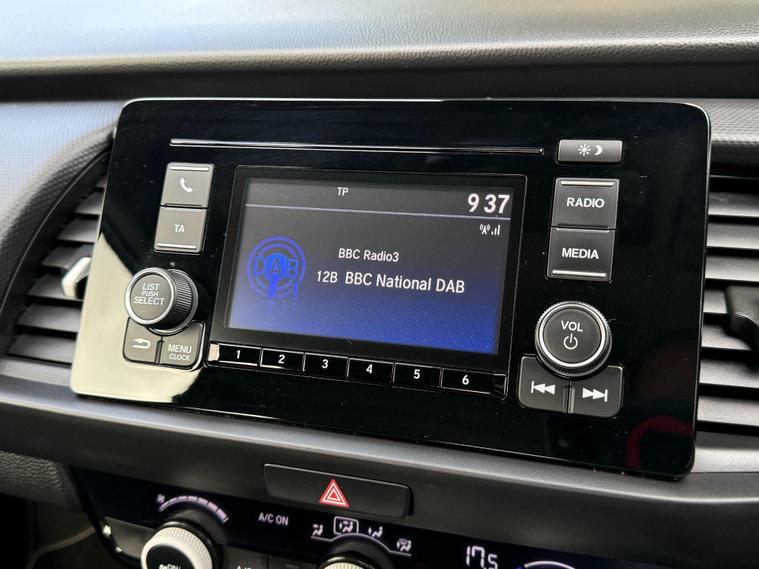 TP
9 37
BBC Radio3
DAB
12B BBC National DAB
TA
LIST
PUSH
SELECT
MENU
CLOCK
1 2 3 4 5 6
RADIO
MEDIA
VOL
A/C ON
17.5